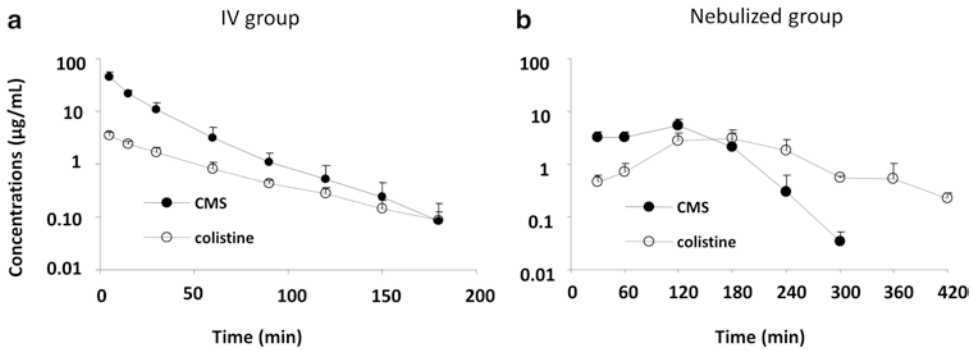 a
IV group
Concentrations (μg/mL)
100
10
1
0.10
0.01
CMS
colistine
0
50
100
150
200
Time (min)
b
Nebulized group
100
10
1
0.1
0.01
CMS
colistine
0
60
120
180
240
300
360
420
Time (min)